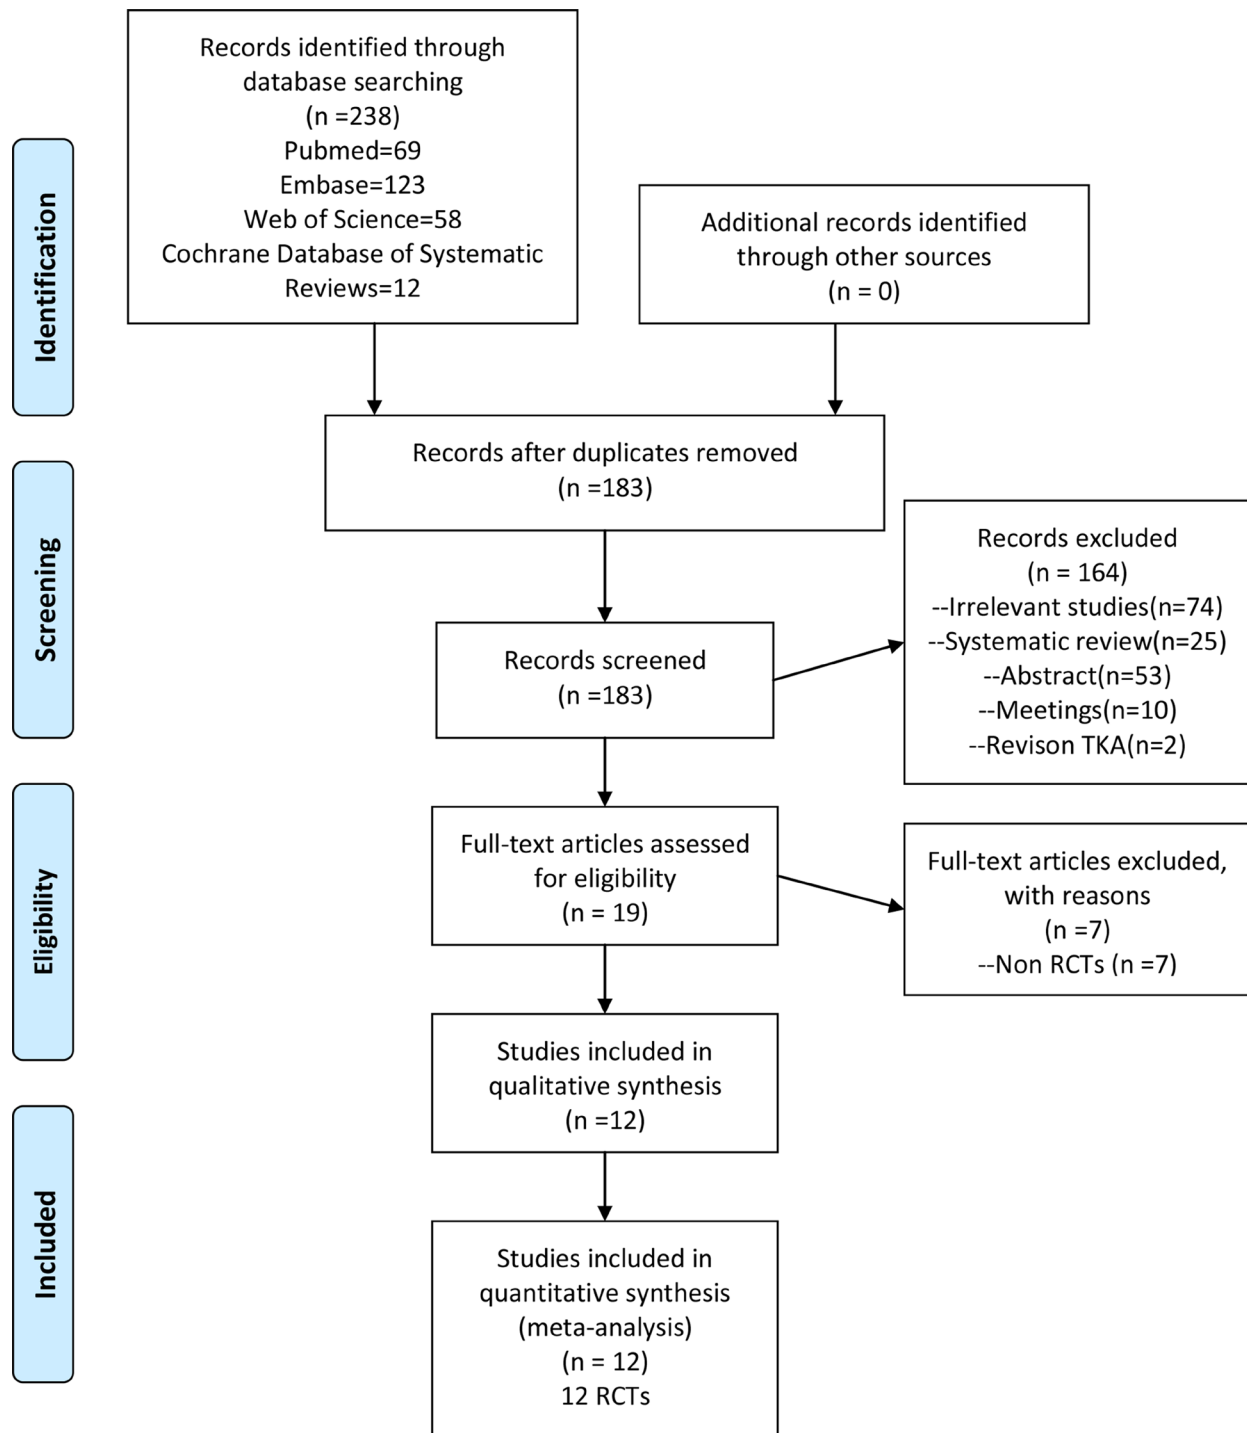 Identification
Records identified through
database searching
(n =238)
Pubmed=69
Embase=123
Web of Science=58
Cochrane Database of Systematic
Reviews=12
Additional records identified
through other sources
(n = 0)
Records after duplicates removed
(n =183)
Screening
Records screened
(n =183)
Records excluded
(n = 164)
--Irrelevant studies(n=74)
--Systematic review(n=25)
--Abstract(n=53)
--Meetings(n=10)
--Revison TKA(n=2)
Eligibility
Full-text articles assessed
for eligibility
(n = 19)
Full-text articles excluded,
with reasons
(n =7)
--Non RCTs (n =7)
Studies included in
qualitative synthesis
(n =12)
Included
Studies included in
quantitative synthesis
(meta-analysis)
(n = 12)
12 RCTs